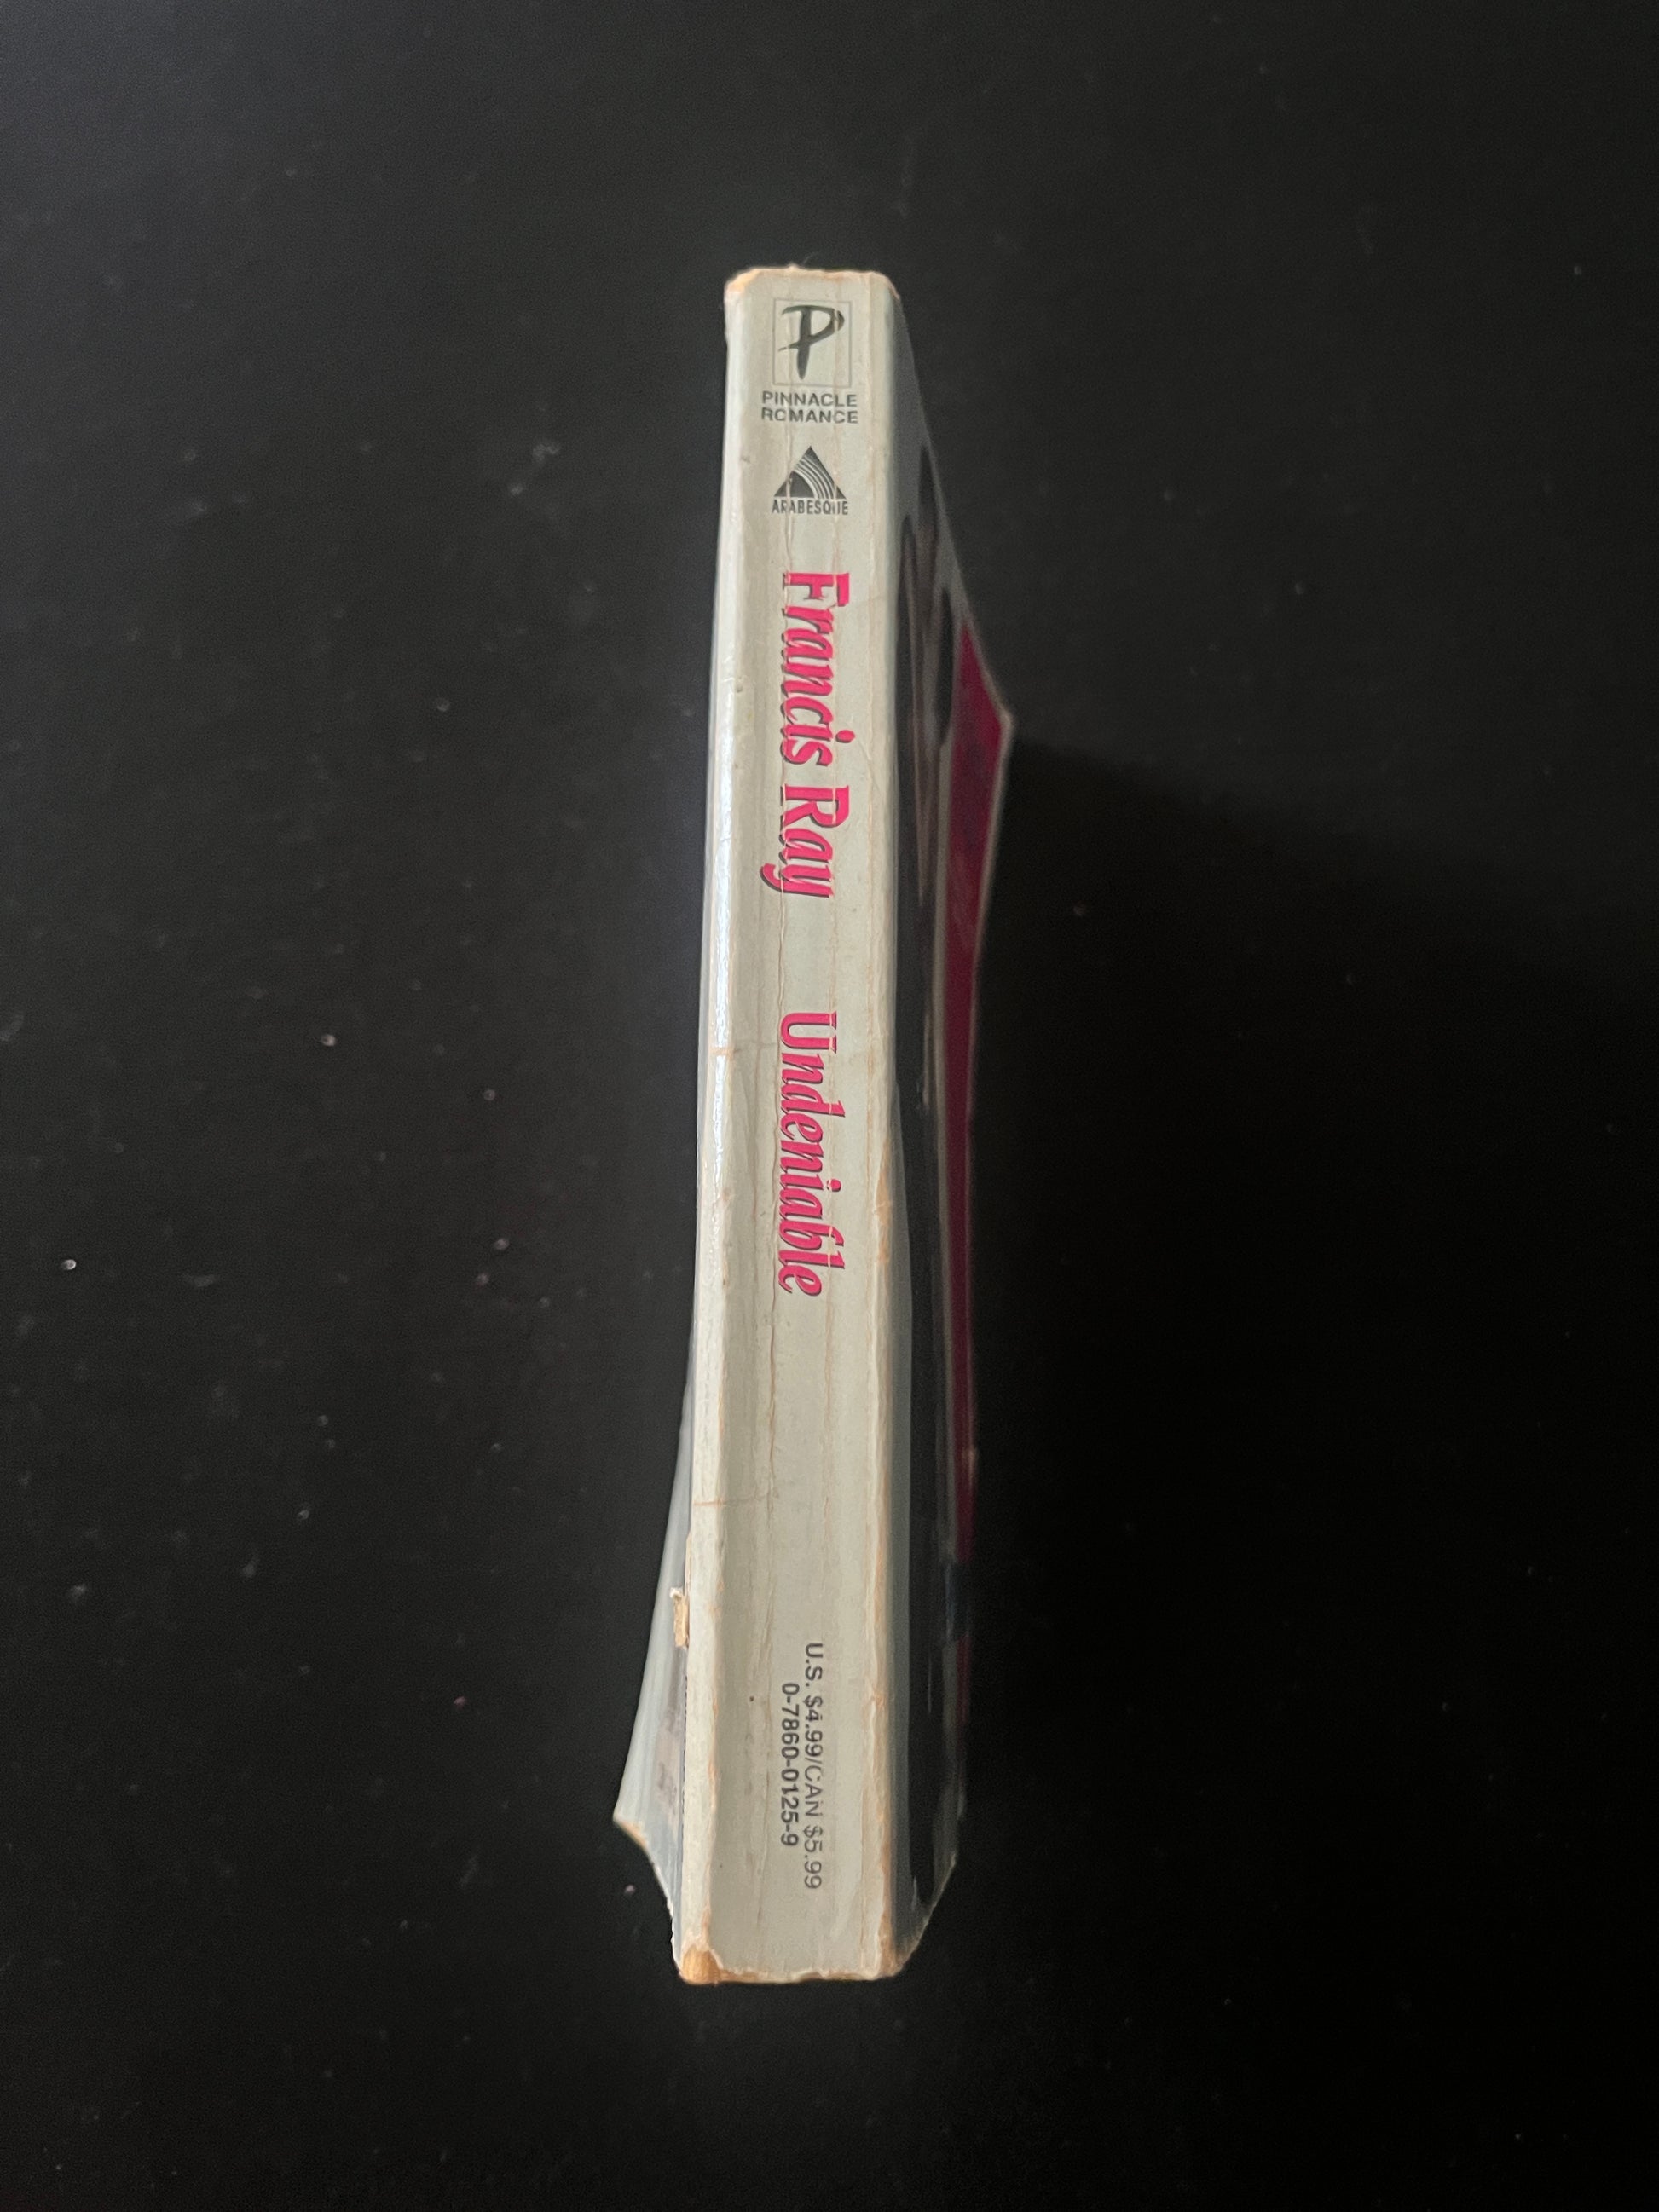 P
PINNACLE
ROMANCE
ARABESQUE
Francis Ray
Undeniable
U.S. $4.99/CAN $5.99
0-7860-0125-9